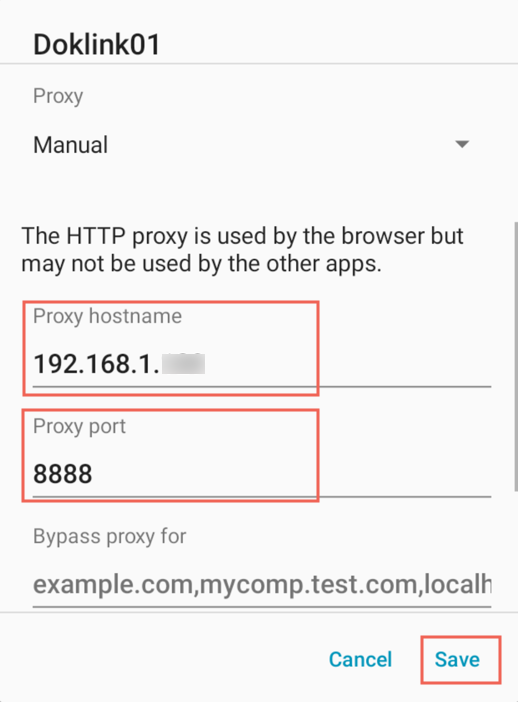 Doklink01
Proxy
Manual
The HTTP proxy is used by the browser but
may not be used by the other apps.
Proxy hostname
192.168.1.
Proxy port
8888
Bypass proxy for
example.com,mycomp.test.com,localh
Cancel
Save